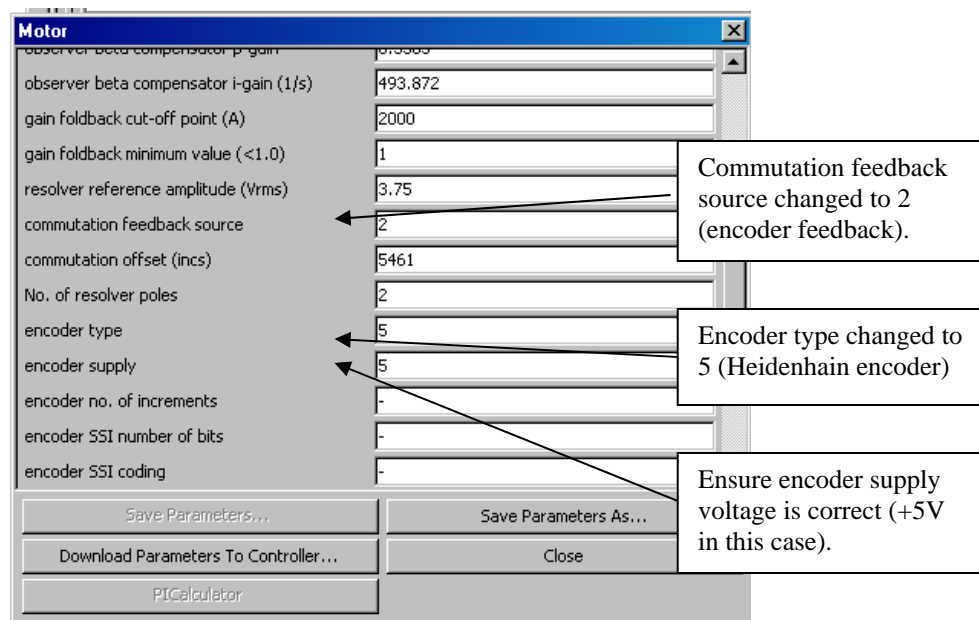 Motor
observer beta compensator p-gain
observer beta compensator i-gain (1/s) 493.872
gain foldback cut-off point (A) 2000
gain foldback minimum value (<1.0) 1
resolver reference amplitude (Vrms) 3.75
commutation feedback source 2
commutation offset (incs) 5461
No. of resolver poles 2
encoder type 5
encoder supply 5
encoder no. of increments -
encoder SSI number of bits -
encoder SSI coding -
Save Parameters... Save Parameters As...
Download Parameters To Controller... Close
PICalculator
Commutation feedback
source changed to 2
(encoder feedback).
Encoder type changed to
5 (Heidenhain encoder)
Ensure encoder supply
voltage is correct (+5V
in this case).